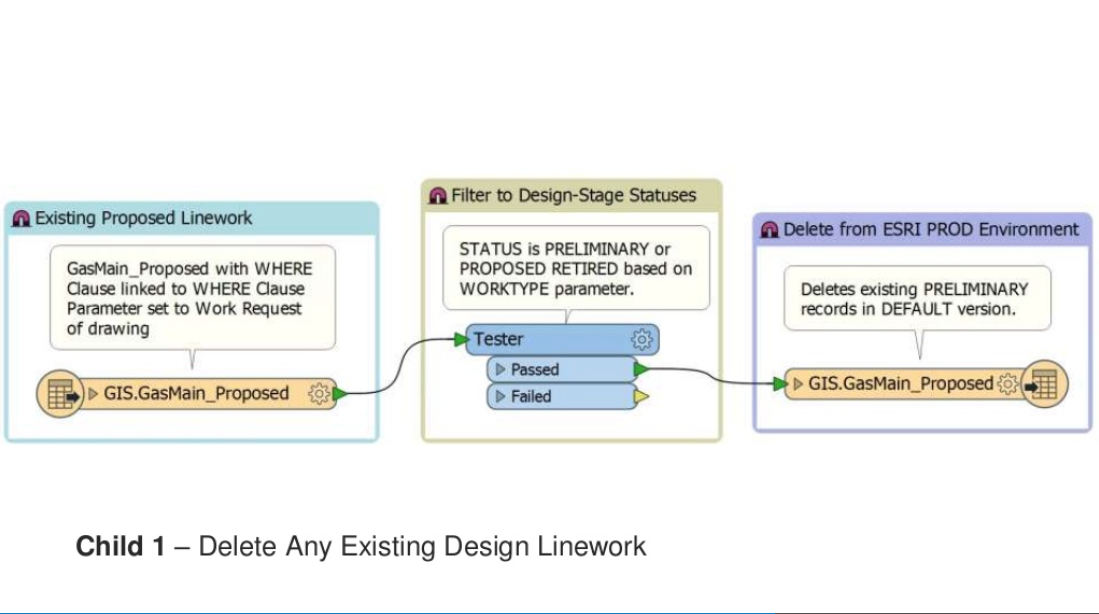 Existing Proposed Linework
GasMain_Proposed with WHERE
Clause linked to WHERE Clause
Parameter set to Work Request
of drawing
GIS.GasMain_Proposed
Filter to Design-Stage Statuses
STATUS is PRELIMINARY or
PROPOSED RETIRED based on
WORKTYPE parameter.
Tester
Passed
Failed
Delete from ESRI PROD Environment
Deletes existing PRELIMINARY
records in DEFAULT version.
GIS.GasMain_Proposed
Child 1 – Delete Any Existing Design Linework